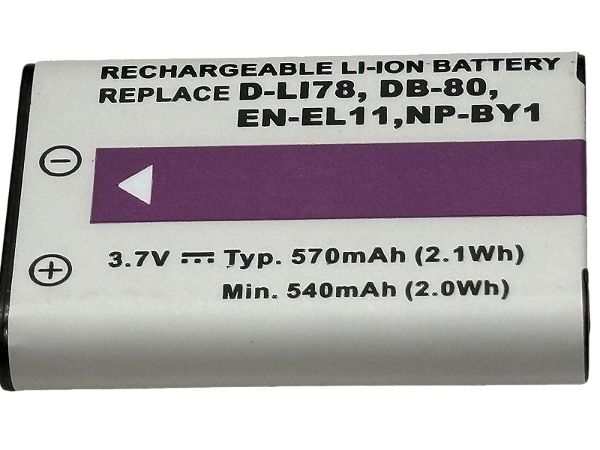 RECHARGEABLE LI-ION BATTERY
REPLACE D-LI78, DB-80,
EN-EL11,NP-BY1
3.7V ⎓ Typ. 570mAh (2.1Wh)
Min. 540mAh (2.0Wh)